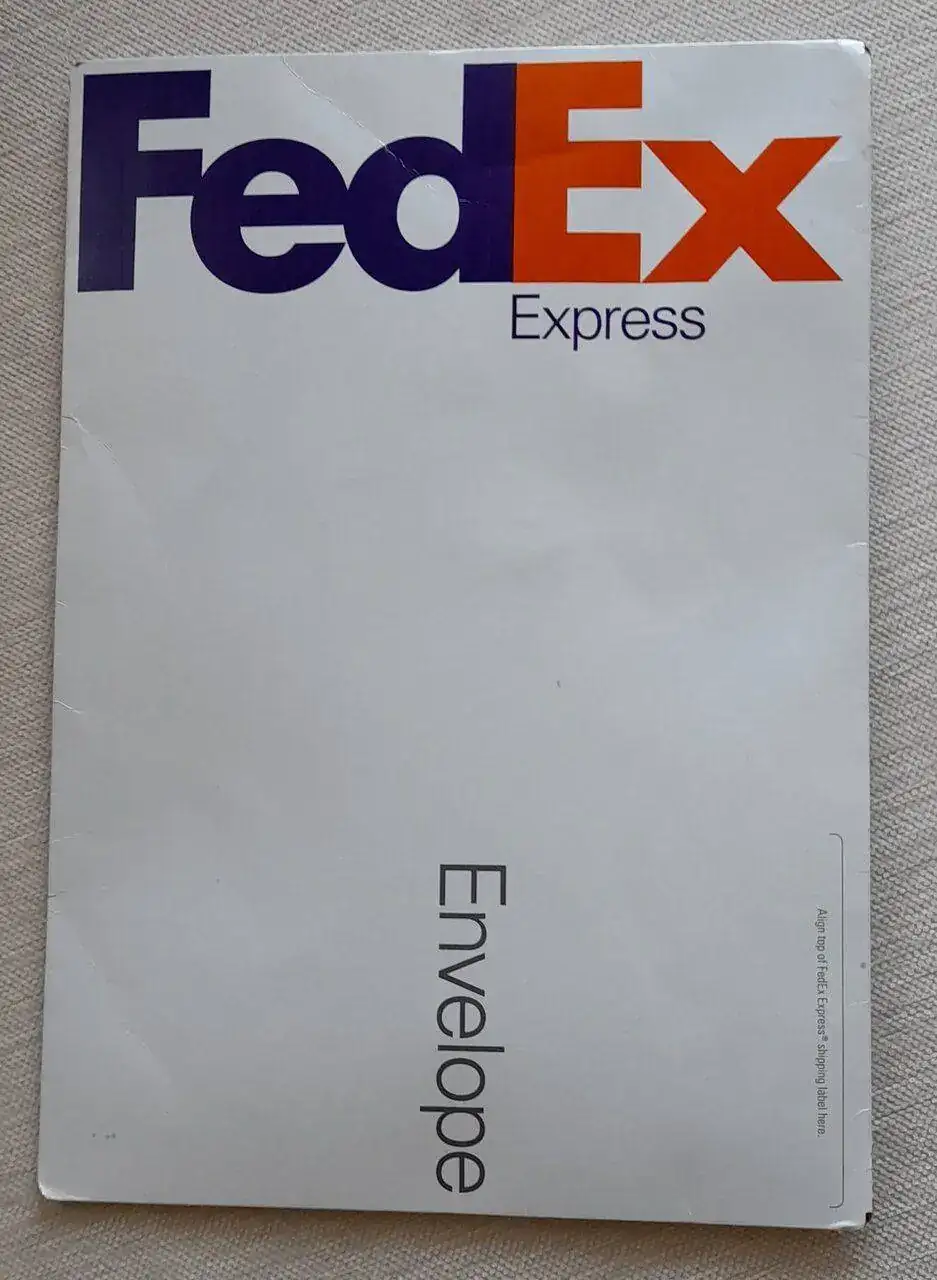 FedEx
Express
Envelope
Align top of FedEx Express® shipping label here.